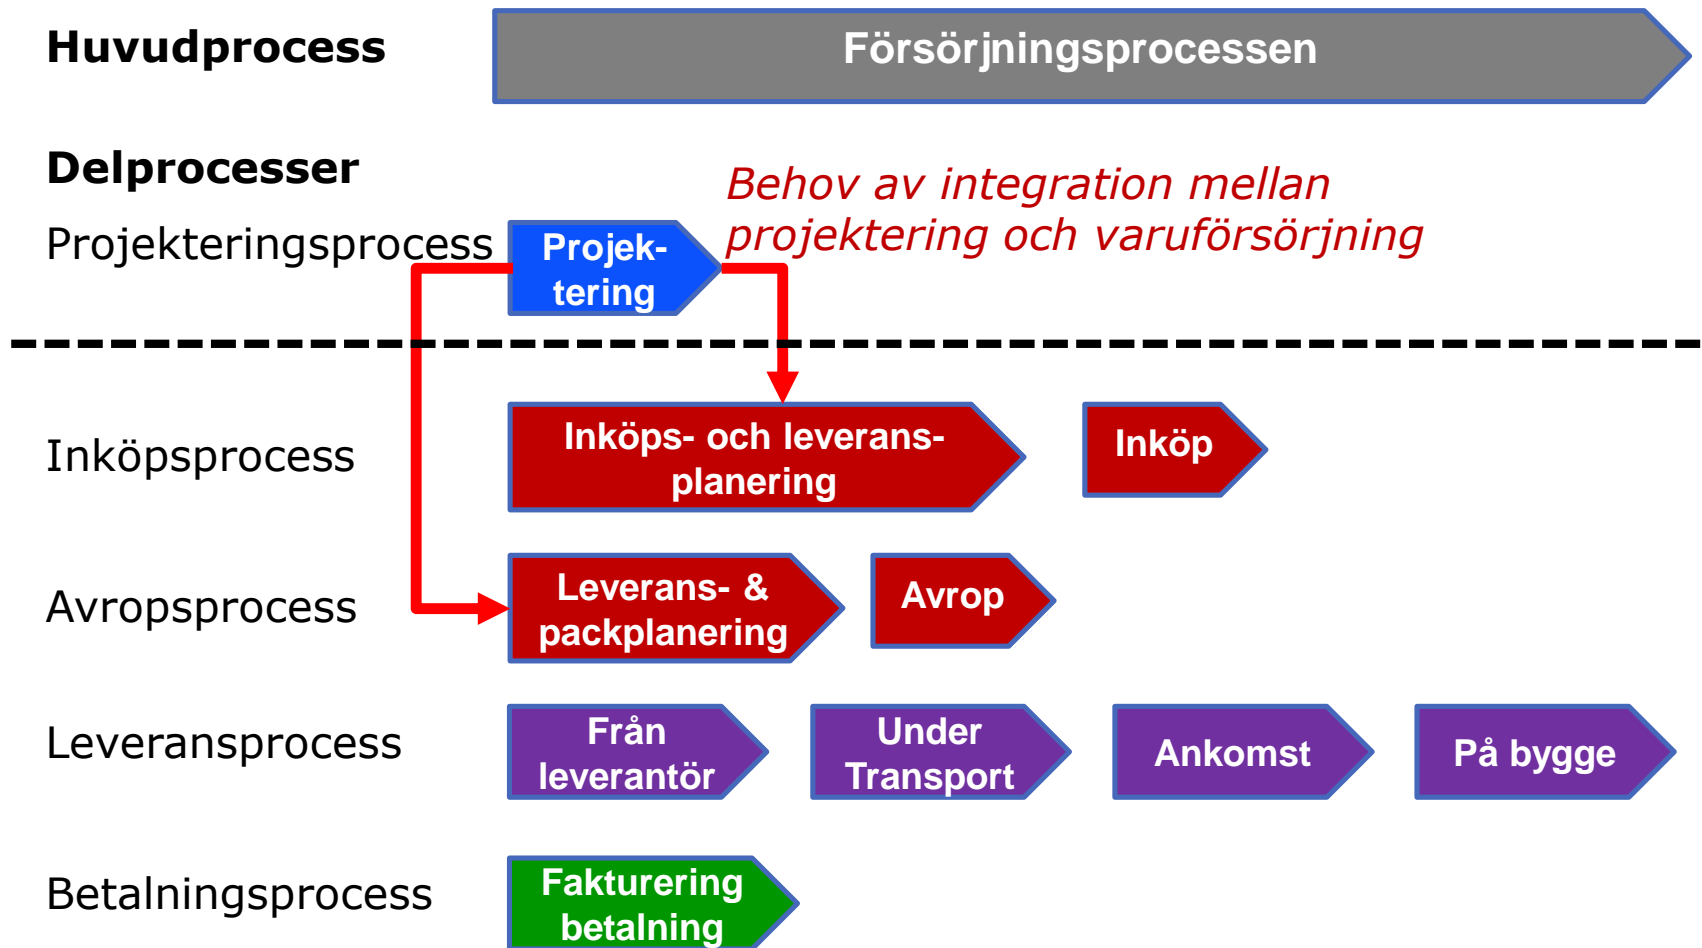 Huvudprocess
Försörjningsprocessen
Delprocesser
Behov av integration mellan
projektering och varuförsörjning
Projekteringsprocess
Projek-
tering
Inköpsprocess
Inköps- och leverans-
planering
Inköp
Avropsprocess
Leverans- &
packplanering
Avrop
Leveransprocess
Från
leverantör
Under
Transport
Ankomst
På bygge
Betalningsprocess
Fakturering
betalning